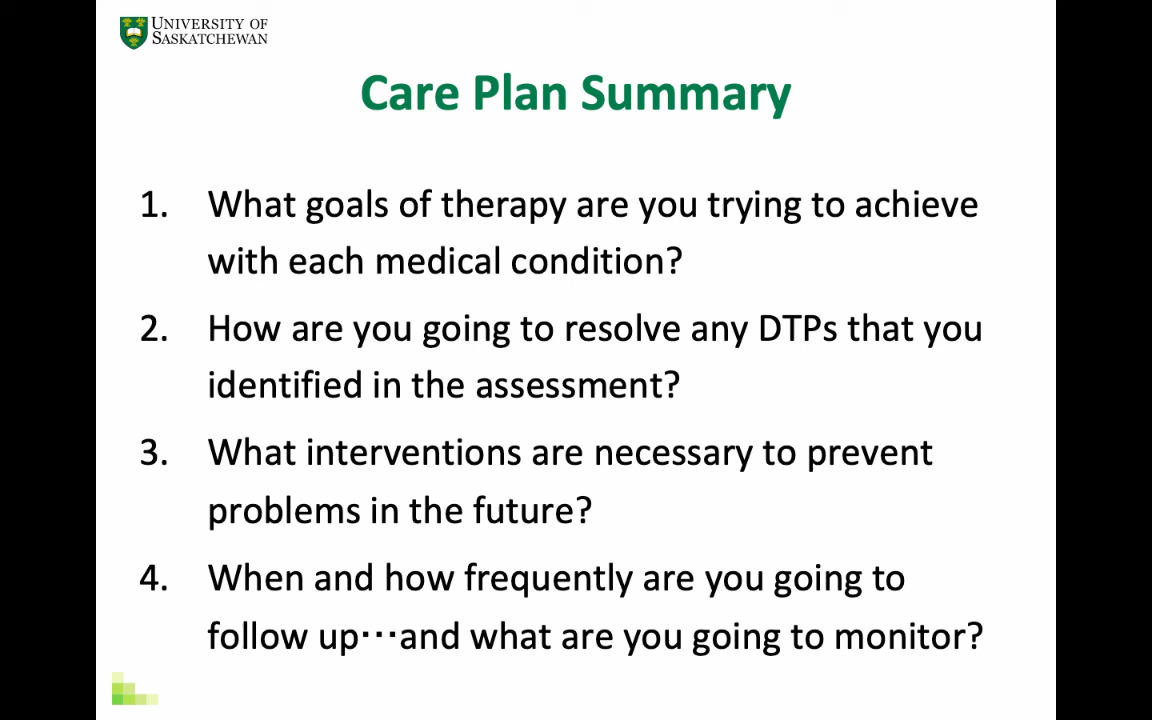 UNIVERSITY OF
SASKATCHEWAN
Care Plan Summary
1. What goals of therapy are you trying to achieve
with each medical condition?
2. How are you going to resolve any DTPs that you
identified in the assessment?
3. What interventions are necessary to prevent
problems in the future?
4. When and how frequently are you going to
follow up⋯and what are you going to monitor?